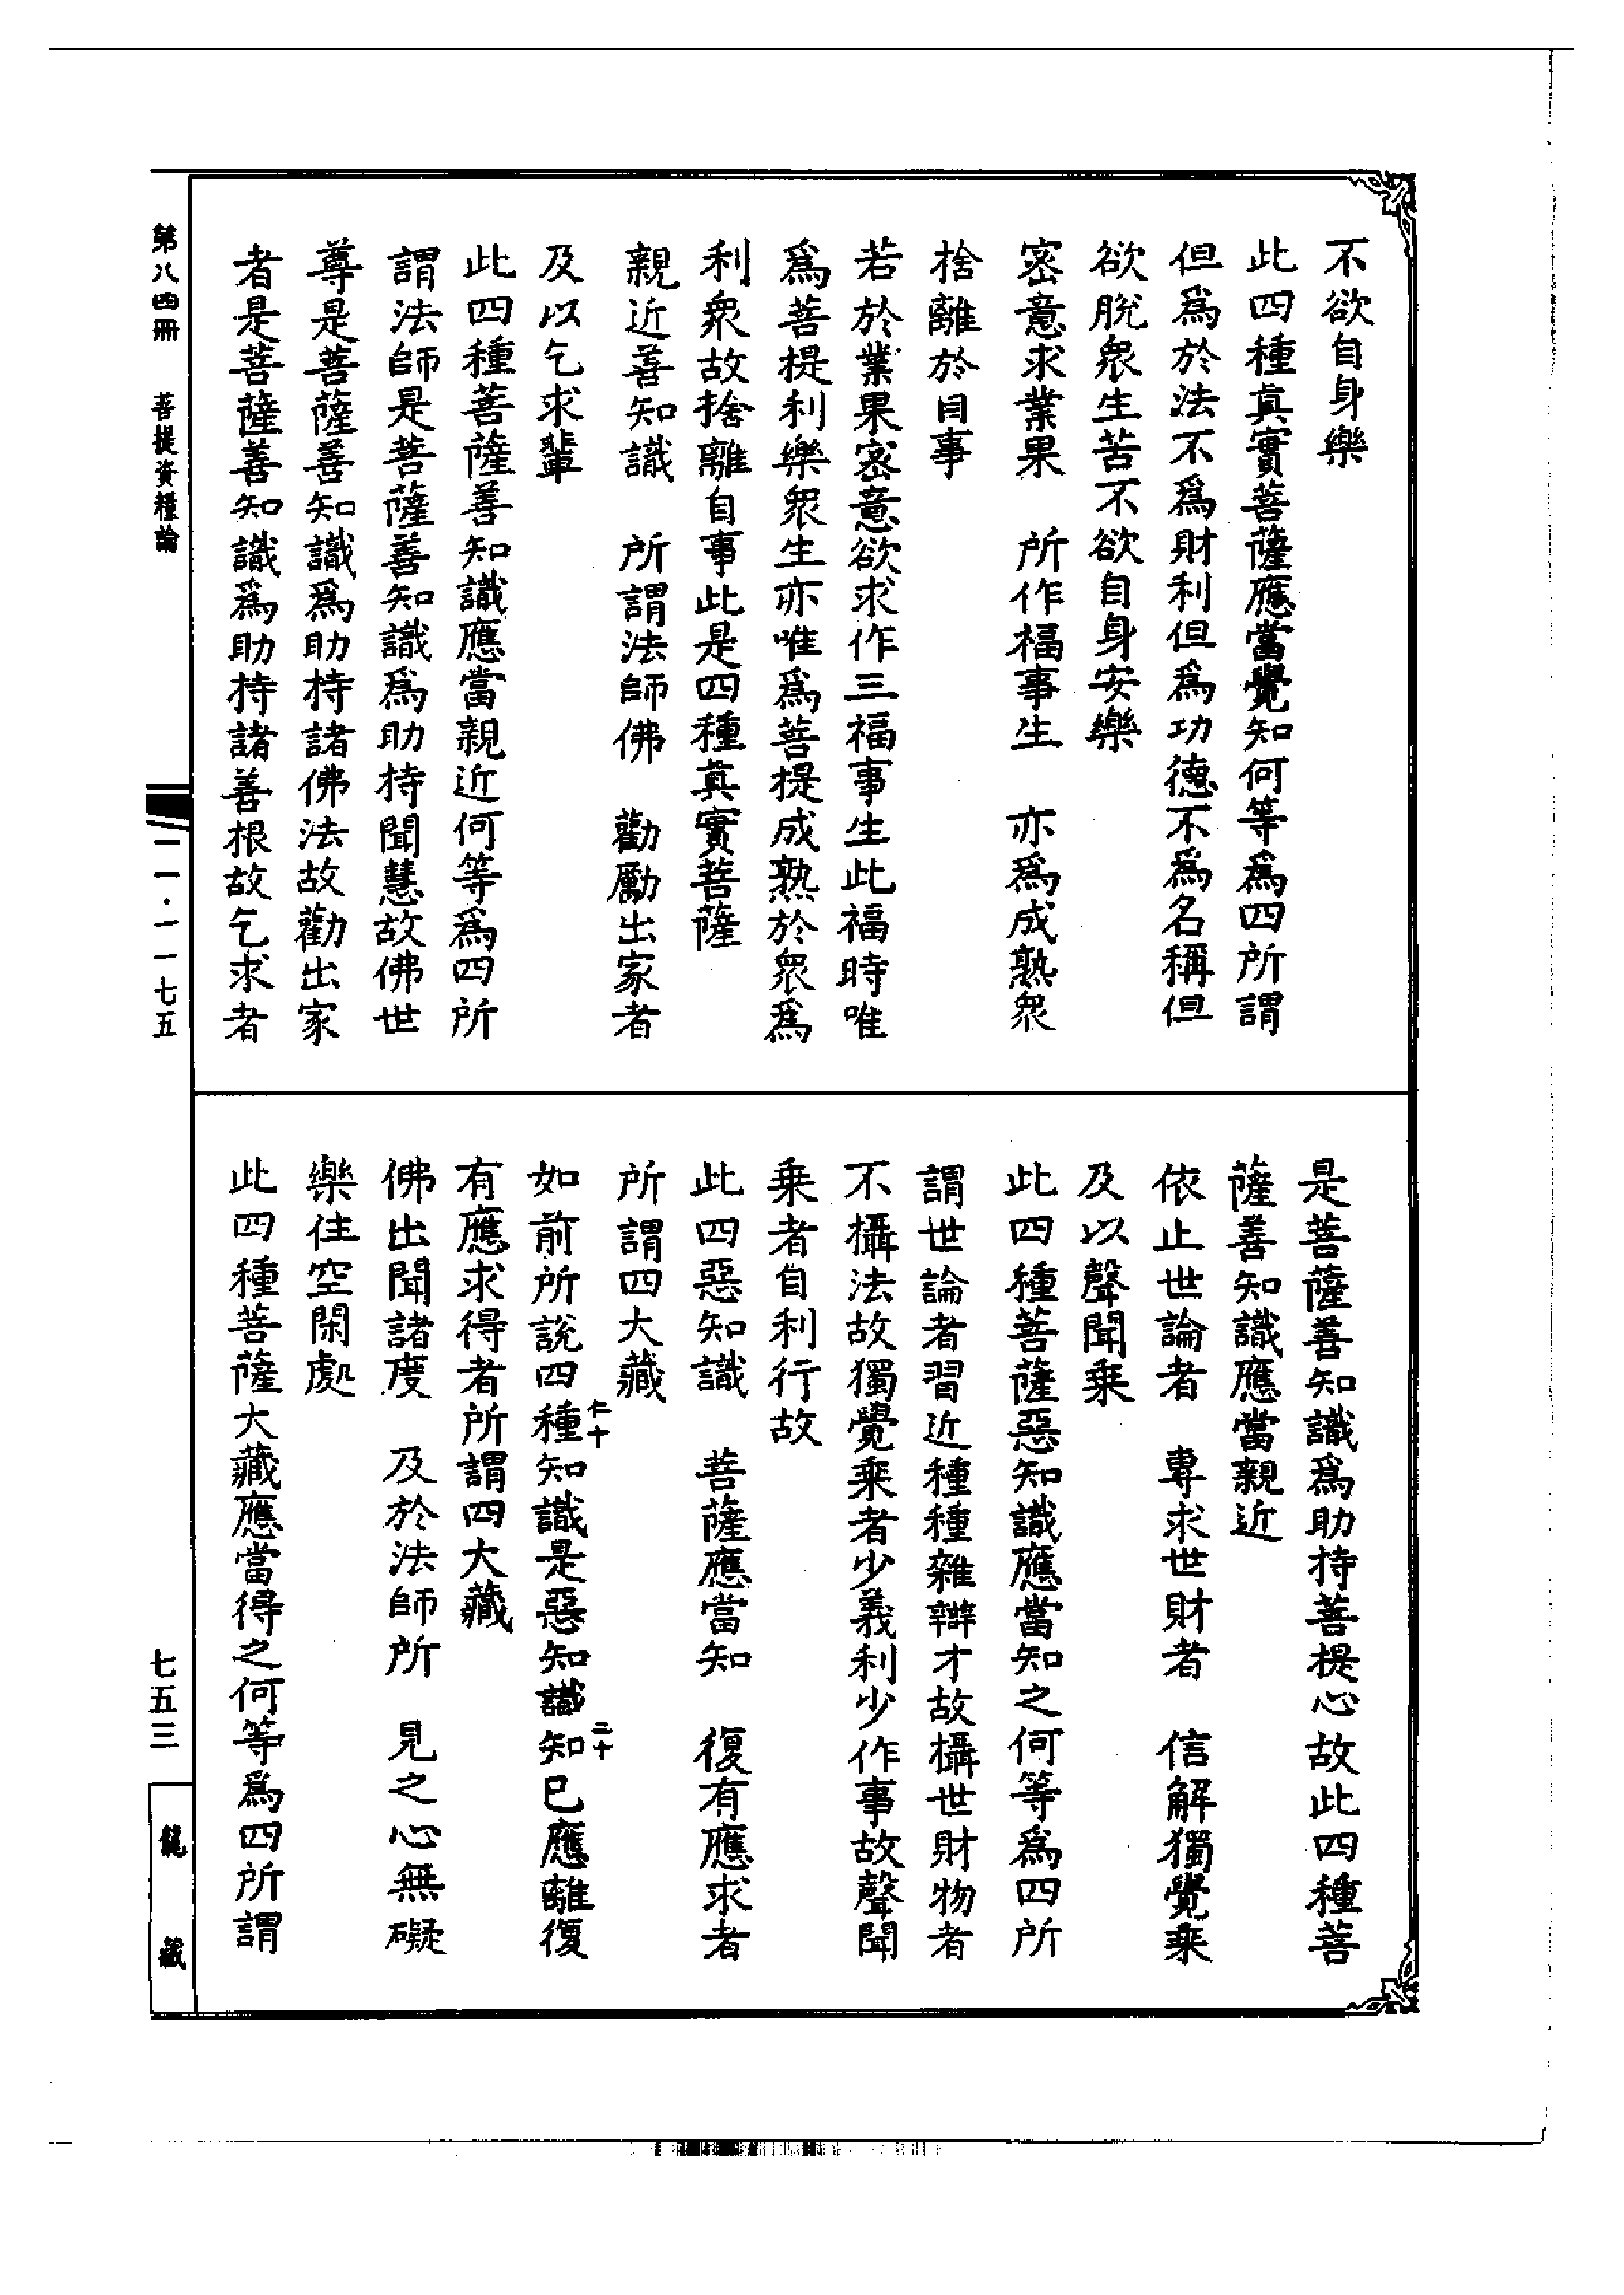 不欲自身樂
此四種真實菩薩應當覺知何等爲四所謂
但爲於法不爲財利但爲功德不爲名稱但
欲脫衆生苦不欲自身安樂
密意求業果　所作福事生　亦爲成熟衆
捨離於自事
若於業果密意欲求作三福事生此福時唯
爲菩提利樂衆生亦唯爲菩提成熟於衆爲
利衆故捨離自事此是四種真實菩薩
親近善知識　所謂法師佛　勸勵出家者
及以乞求輩
此四種菩薩善知識應當親近何等爲四所
謂法師是菩薩善知識爲助持聞慧故佛世
尊是菩薩善知識爲助持諸佛法故勸出家
者是菩薩善知識爲助持諸善根故乞求者
是菩薩善知識爲助持菩提心故此四種菩
薩善知識應當親近
依止世論者　專求世財者　信解獨覺乘
及以聲聞乘
此四種菩薩惡知識應當知之何等爲四所
謂世論者習近種種雜辯才故攝世財物者
不攝法故獨覺乘者少義利少作事故聲聞
乘者自利行故
此四惡知識　菩薩應當知　復有應求者
所謂四大藏
如前所說四種知識是惡知識知已應離復
仁十
二十
有應求得者所謂四大藏
佛出聞諸度　及於法師所　見之心無礙
樂住空閑處
此四種菩薩大藏應當得之何等爲四所謂
第八四冊　菩提資糧論
一一·一一七五
七五三
龍藏